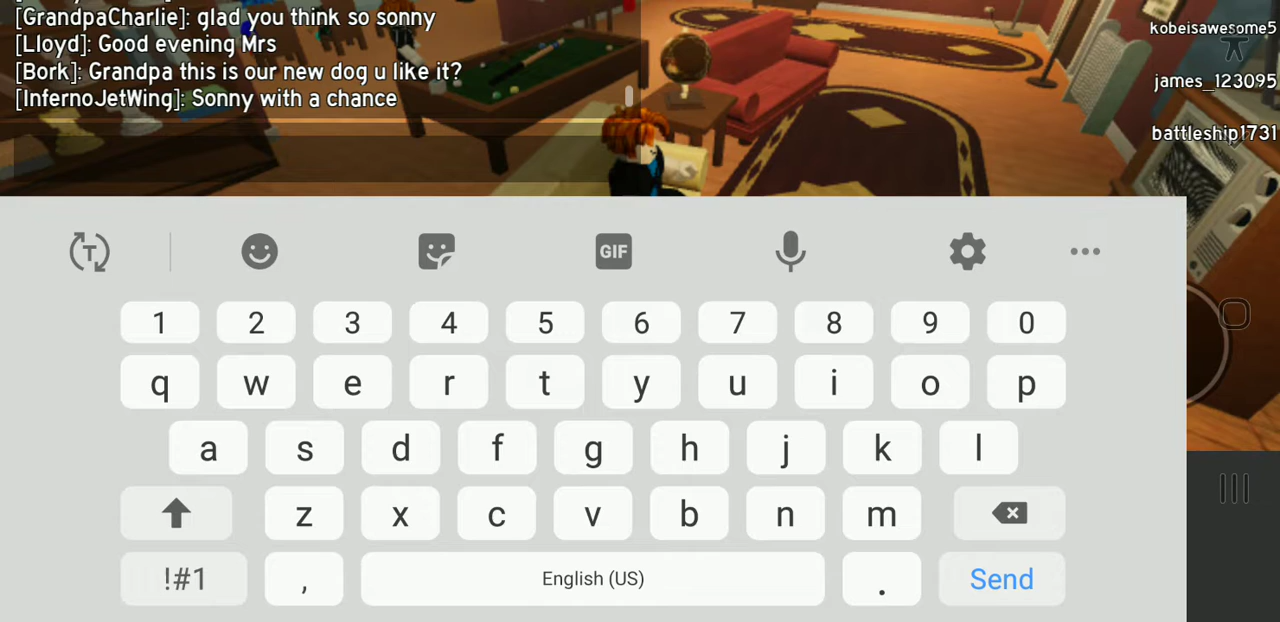 [GrandpaCharlie]: glad you think so sonny
[Lloyd]: Good evening Mrs
[Bork]: Grandpa this is our new dog u like it?
[InfernoJetWing]: Sonny with a chance
kobeisawesome5
james_123095
battleship1731
T
GIF
1 2 3 4 5 6 7 8 9 0
q w e r t y u i o p
a s d f g h j k l
z x c v b n m
!#1 , English (US) . Send